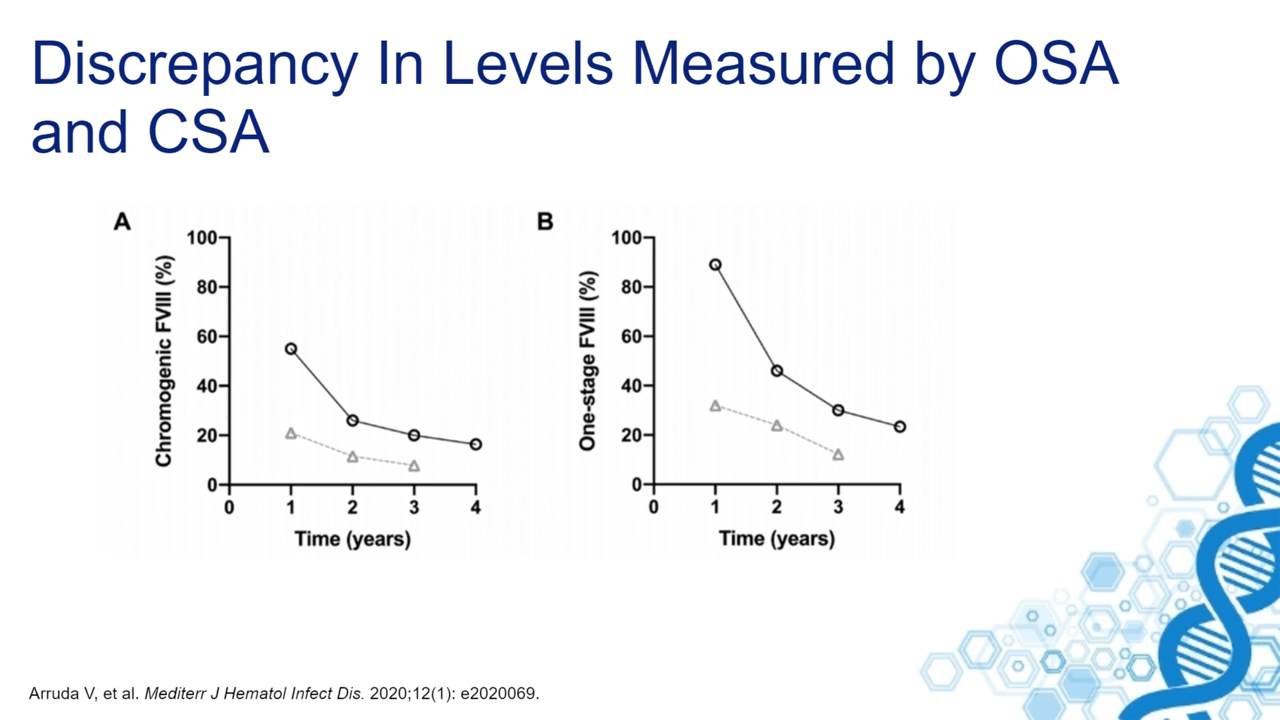 Discrepancy In Levels Measured by OSA
and CSA
A
Chromogenic FVIII (%)
100
80
60
40
20
0
0 1 2 3 4
Time (years)
B
One-stage FVIII (%)
100
80
60
40
20
0
0 1 2 3 4
Time (years)
Arruda V, et al. Mediterr J Hematol Infect Dis. 2020;12(1): e2020069.